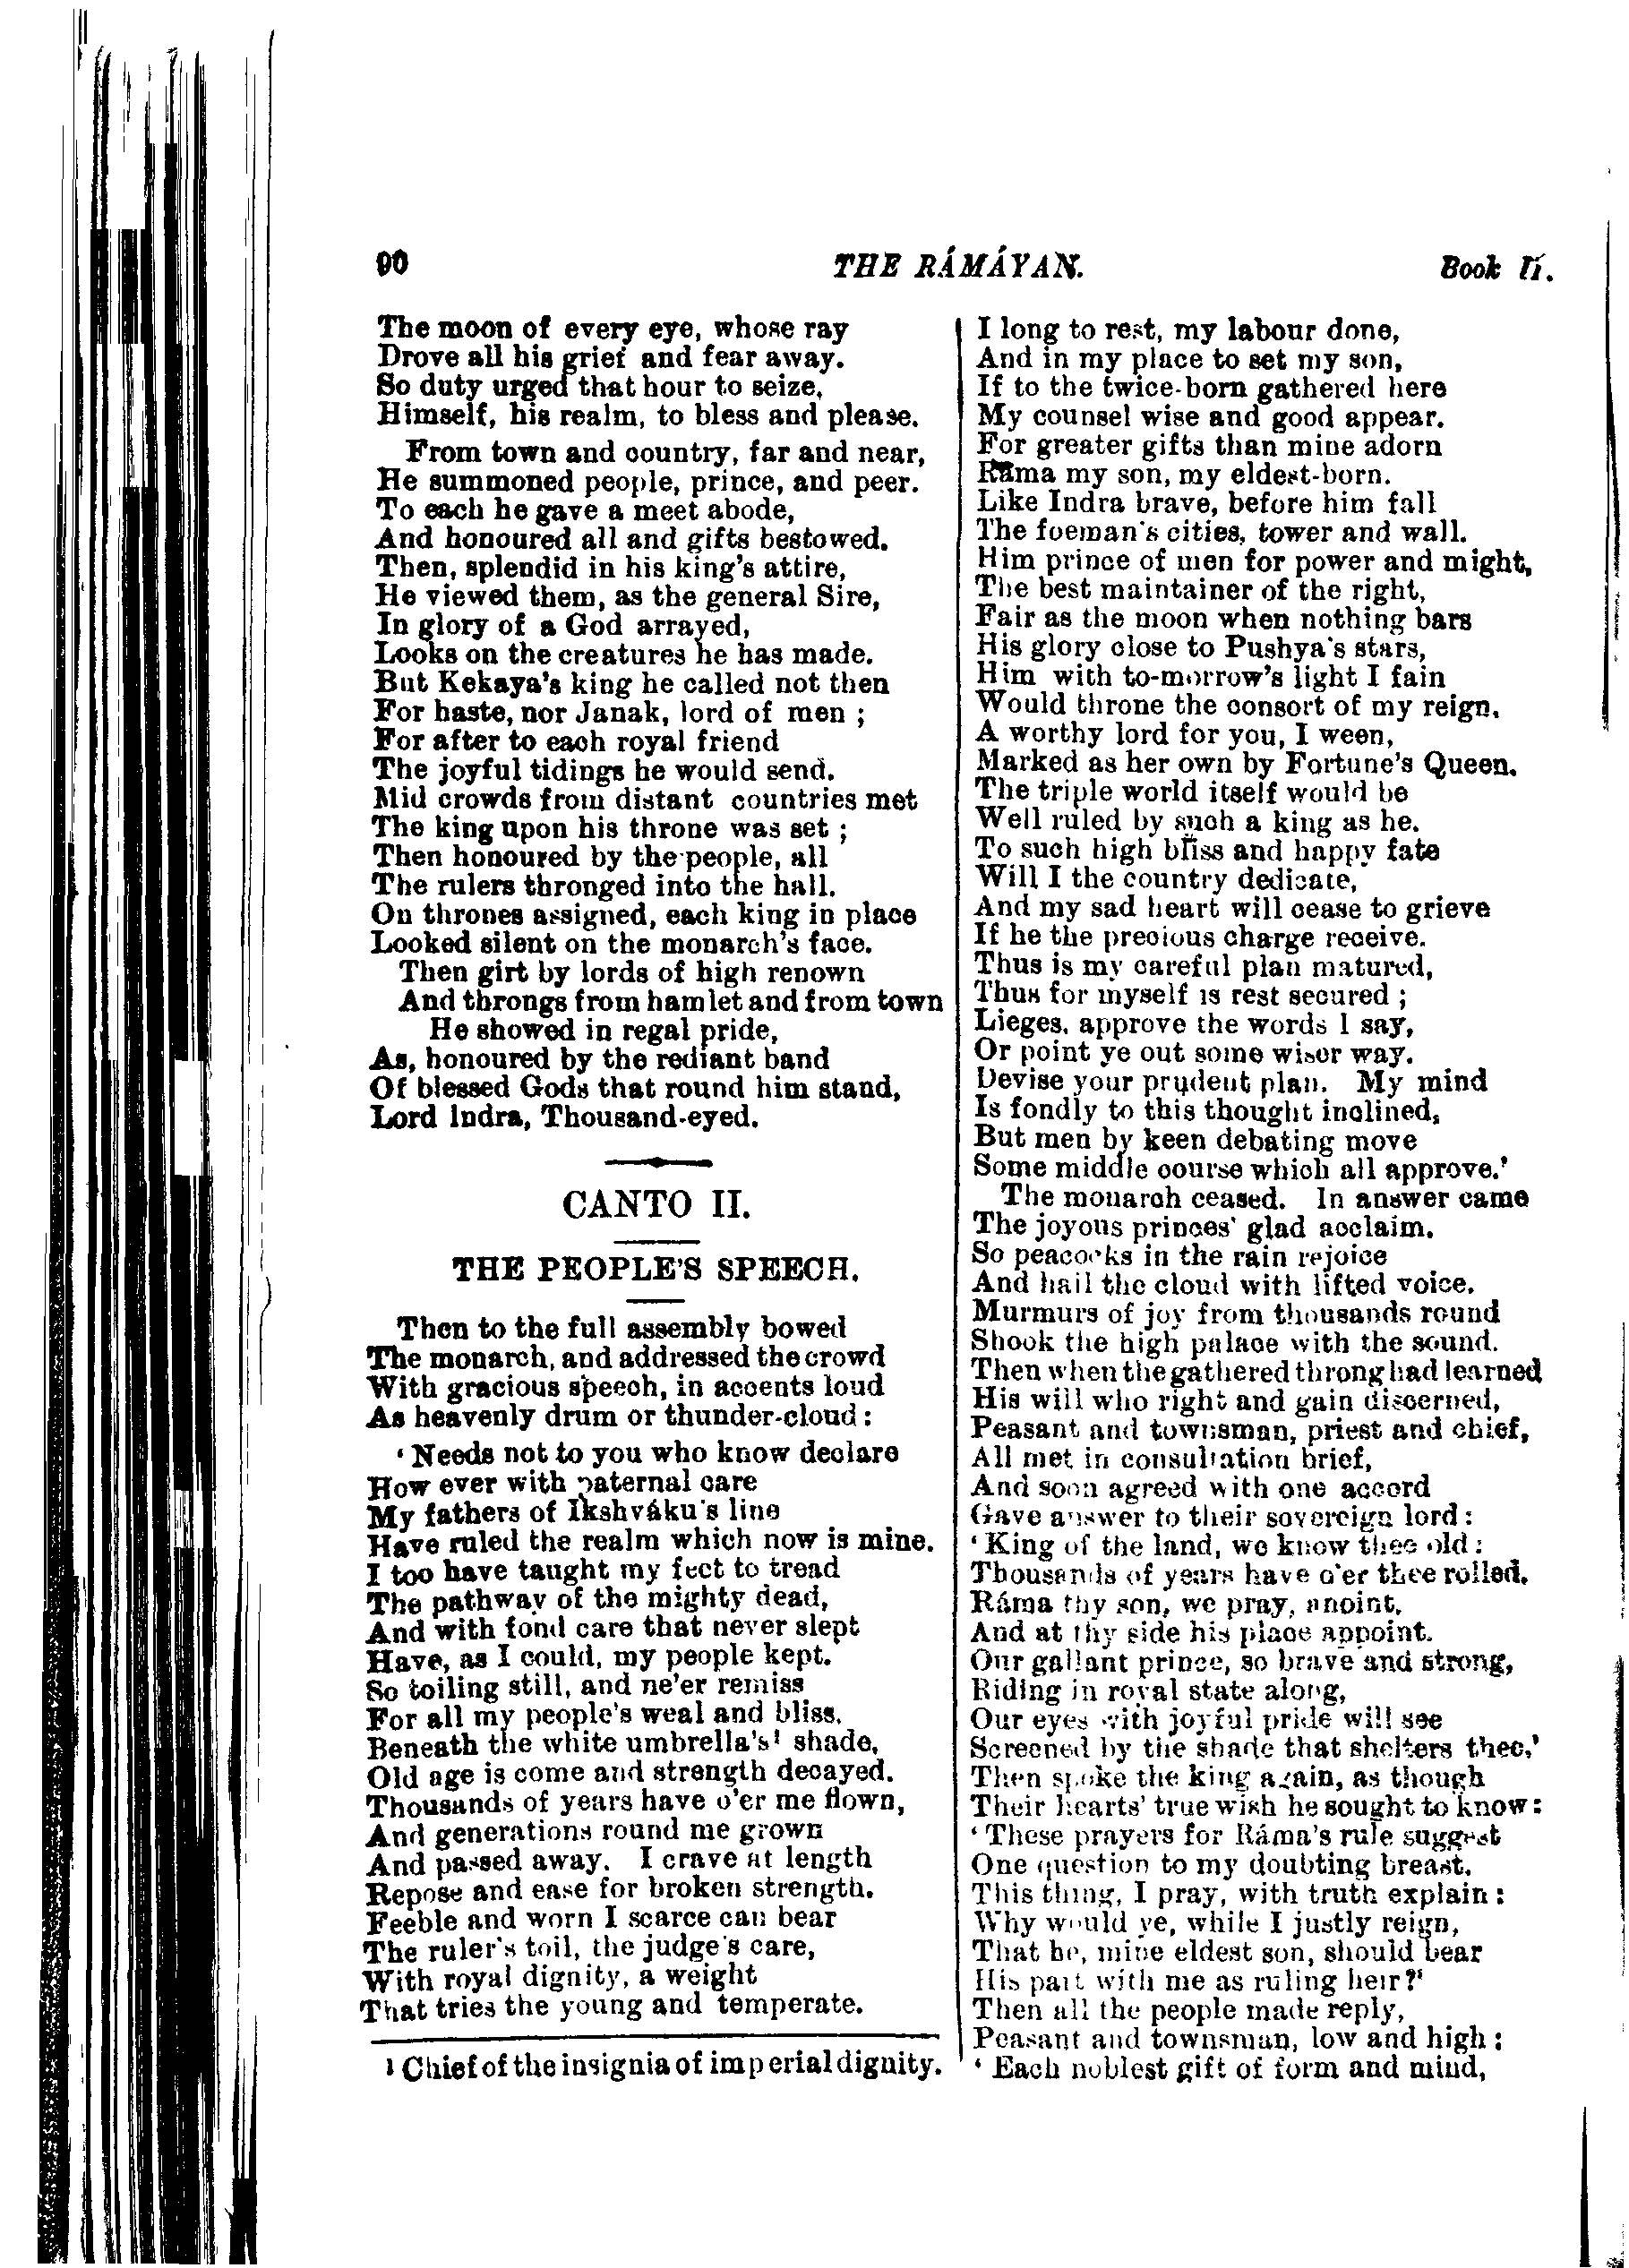 90
THE RÁMÁYAN.
Book II.
The moon of every eye, whose ray
Drove all his grief and fear away.
So duty urged that hour to seize,
Himself, his realm, to bless and please.
From town and country, far and near,
He summoned people, prince, and peer.
To each he gave a meet abode,
And honoured all and gifts bestowed.
Then, splendid in his king's attire,
He viewed them, as the general Sire,
In glory of a God arrayed,
Looks on the creatures he has made.
But Kekaya's king he called not then
For haste, nor Janak, lord of men ;
For after to each royal friend
The joyful tidings he would send.
Mid crowds from distant countries met
The king upon his throne was set ;
Then honoured by the people, all
The rulers thronged into the hall.
On thrones assigned, each king in place
Looked silent on the monarch's face.
Then girt by lords of high renown
And throngs from hamlet and from town
He showed in regal pride,
As, honoured by the rediant band
Of blessed Gods that round him stand,
Lord Indra, Thousand-eyed.
CANTO II.
THE PEOPLE'S SPEECH.
Then to the full assembly bowed
The monarch, and addressed the crowd
With gracious speech, in accents loud
As heavenly drum or thunder-cloud :
‘ Needs not to you who know declare
How ever with paternal care
My fathers of Ikshváku's line
Have ruled the realm which now is mine.
I too have taught my feet to tread
The pathway of the mighty dead,
And with fond care that never slept
Have, as I could, my people kept.
So toiling still, and ne'er remiss
For all my people's weal and bliss,
Beneath the white umbrella's¹ shade,
Old age is come and strength decayed.
Thousands of years have o'er me flown,
And generations round me grown
And passed away. I crave at length
Repose and ease for broken strength.
Feeble and worn I scarce can bear
The ruler's toil, the judge's care,
With royal dignity, a weight
That tries the young and temperate.
¹ Chief of the insignia of imperial dignity.
I long to rest, my labour done,
And in my place to set my son,
If to the twice-born gathered here
My counsel wise and good appear.
For greater gifts than mine adorn
Ráma my son, my eldest-born.
Like Indra brave, before him fall
The foeman's cities, tower and wall.
Him prince of men for power and might,
The best maintainer of the right,
Fair as the moon when nothing bars
His glory close to Pushya's stars,
Him with to-morrow's light I fain
Would throne the consort of my reign.
A worthy lord for you, I ween,
Marked as her own by Fortune's Queen.
The triple world itself would be
Well ruled by such a king as he.
To such high bliss and happy fate
Will I the country dedicate,
And my sad heart will cease to grieve
If he the precious charge receive.
Thus is my careful plan matured,
Thus for myself is rest secured ;
Lieges, approve the words I say,
Or point ye out some wiser way.
Devise your prudent plan. My mind
Is fondly to this thought inclined,
But men by keen debating move
Some middle course which all approve.’
The monarch ceased. In answer came
The joyous princes' glad acclaim.
So peacocks in the rain rejoice
And hail the cloud with lifted voice.
Murmurs of joy from thousands round
Shook the high palace with the sound.
Then when the gathered throng had learned
His will who right and gain discerned,
Peasant and townsman, priest and chief,
All met in consultation brief,
And soon agreed with one accord
Gave answer to their sovereign lord :
‘ King of the land, we know thee old :
Thousands of years have o'er thee rolled.
Ráma thy son, we pray, anoint,
And at thy side his place appoint.
Our gallant prince, so brave and strong,
Riding in royal state along,
Our eyes with joyful pride will see
Screened by the shade that shelters thee.’
Then spoke the king again, as though
Their hearts' true wish he sought to know :
‘ These prayers for Ráma's rule suggest
One question to my doubting breast.
This thing, I pray, with truth explain :
Why would ye, while I justly reign,
That he, mine eldest son, should bear
His part with me as ruling heir ?’
Then all the people made reply,
Peasant and townsman, low and high :
‘ Each noblest gift of form and mind,